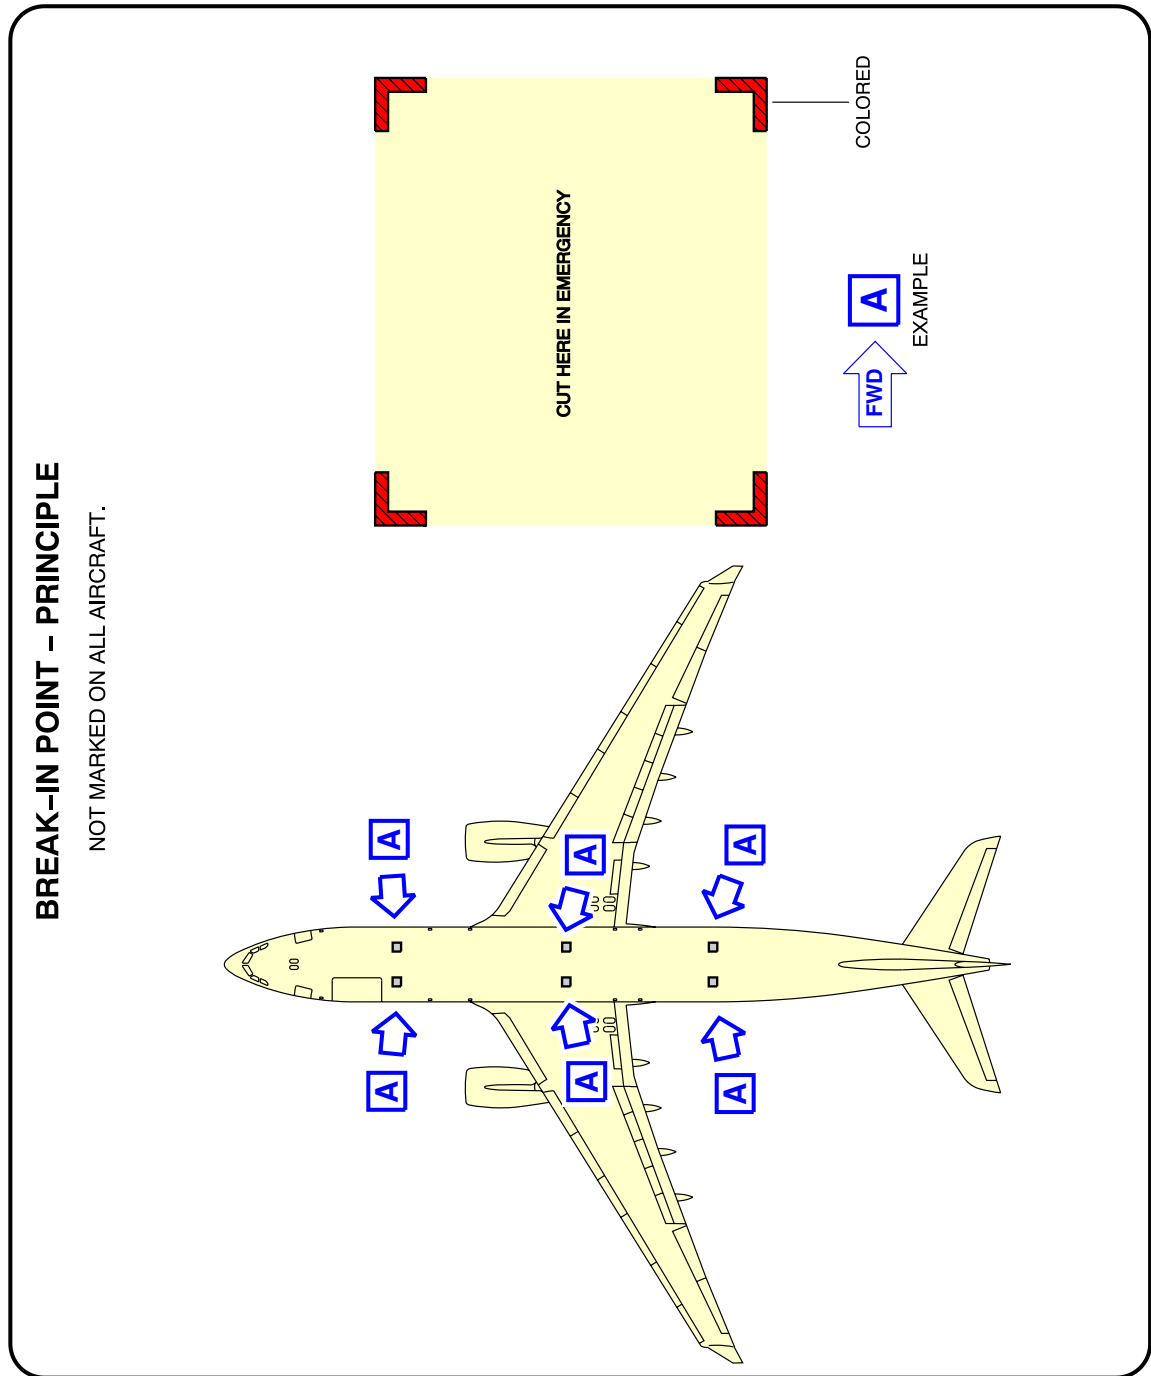 BREAK–IN POINT – PRINCIPLE
NOT MARKED ON ALL AIRCRAFT.
A
A
A
A
A
A
CUT HERE IN EMERGENCY
COLORED
FWD
A
EXAMPLE